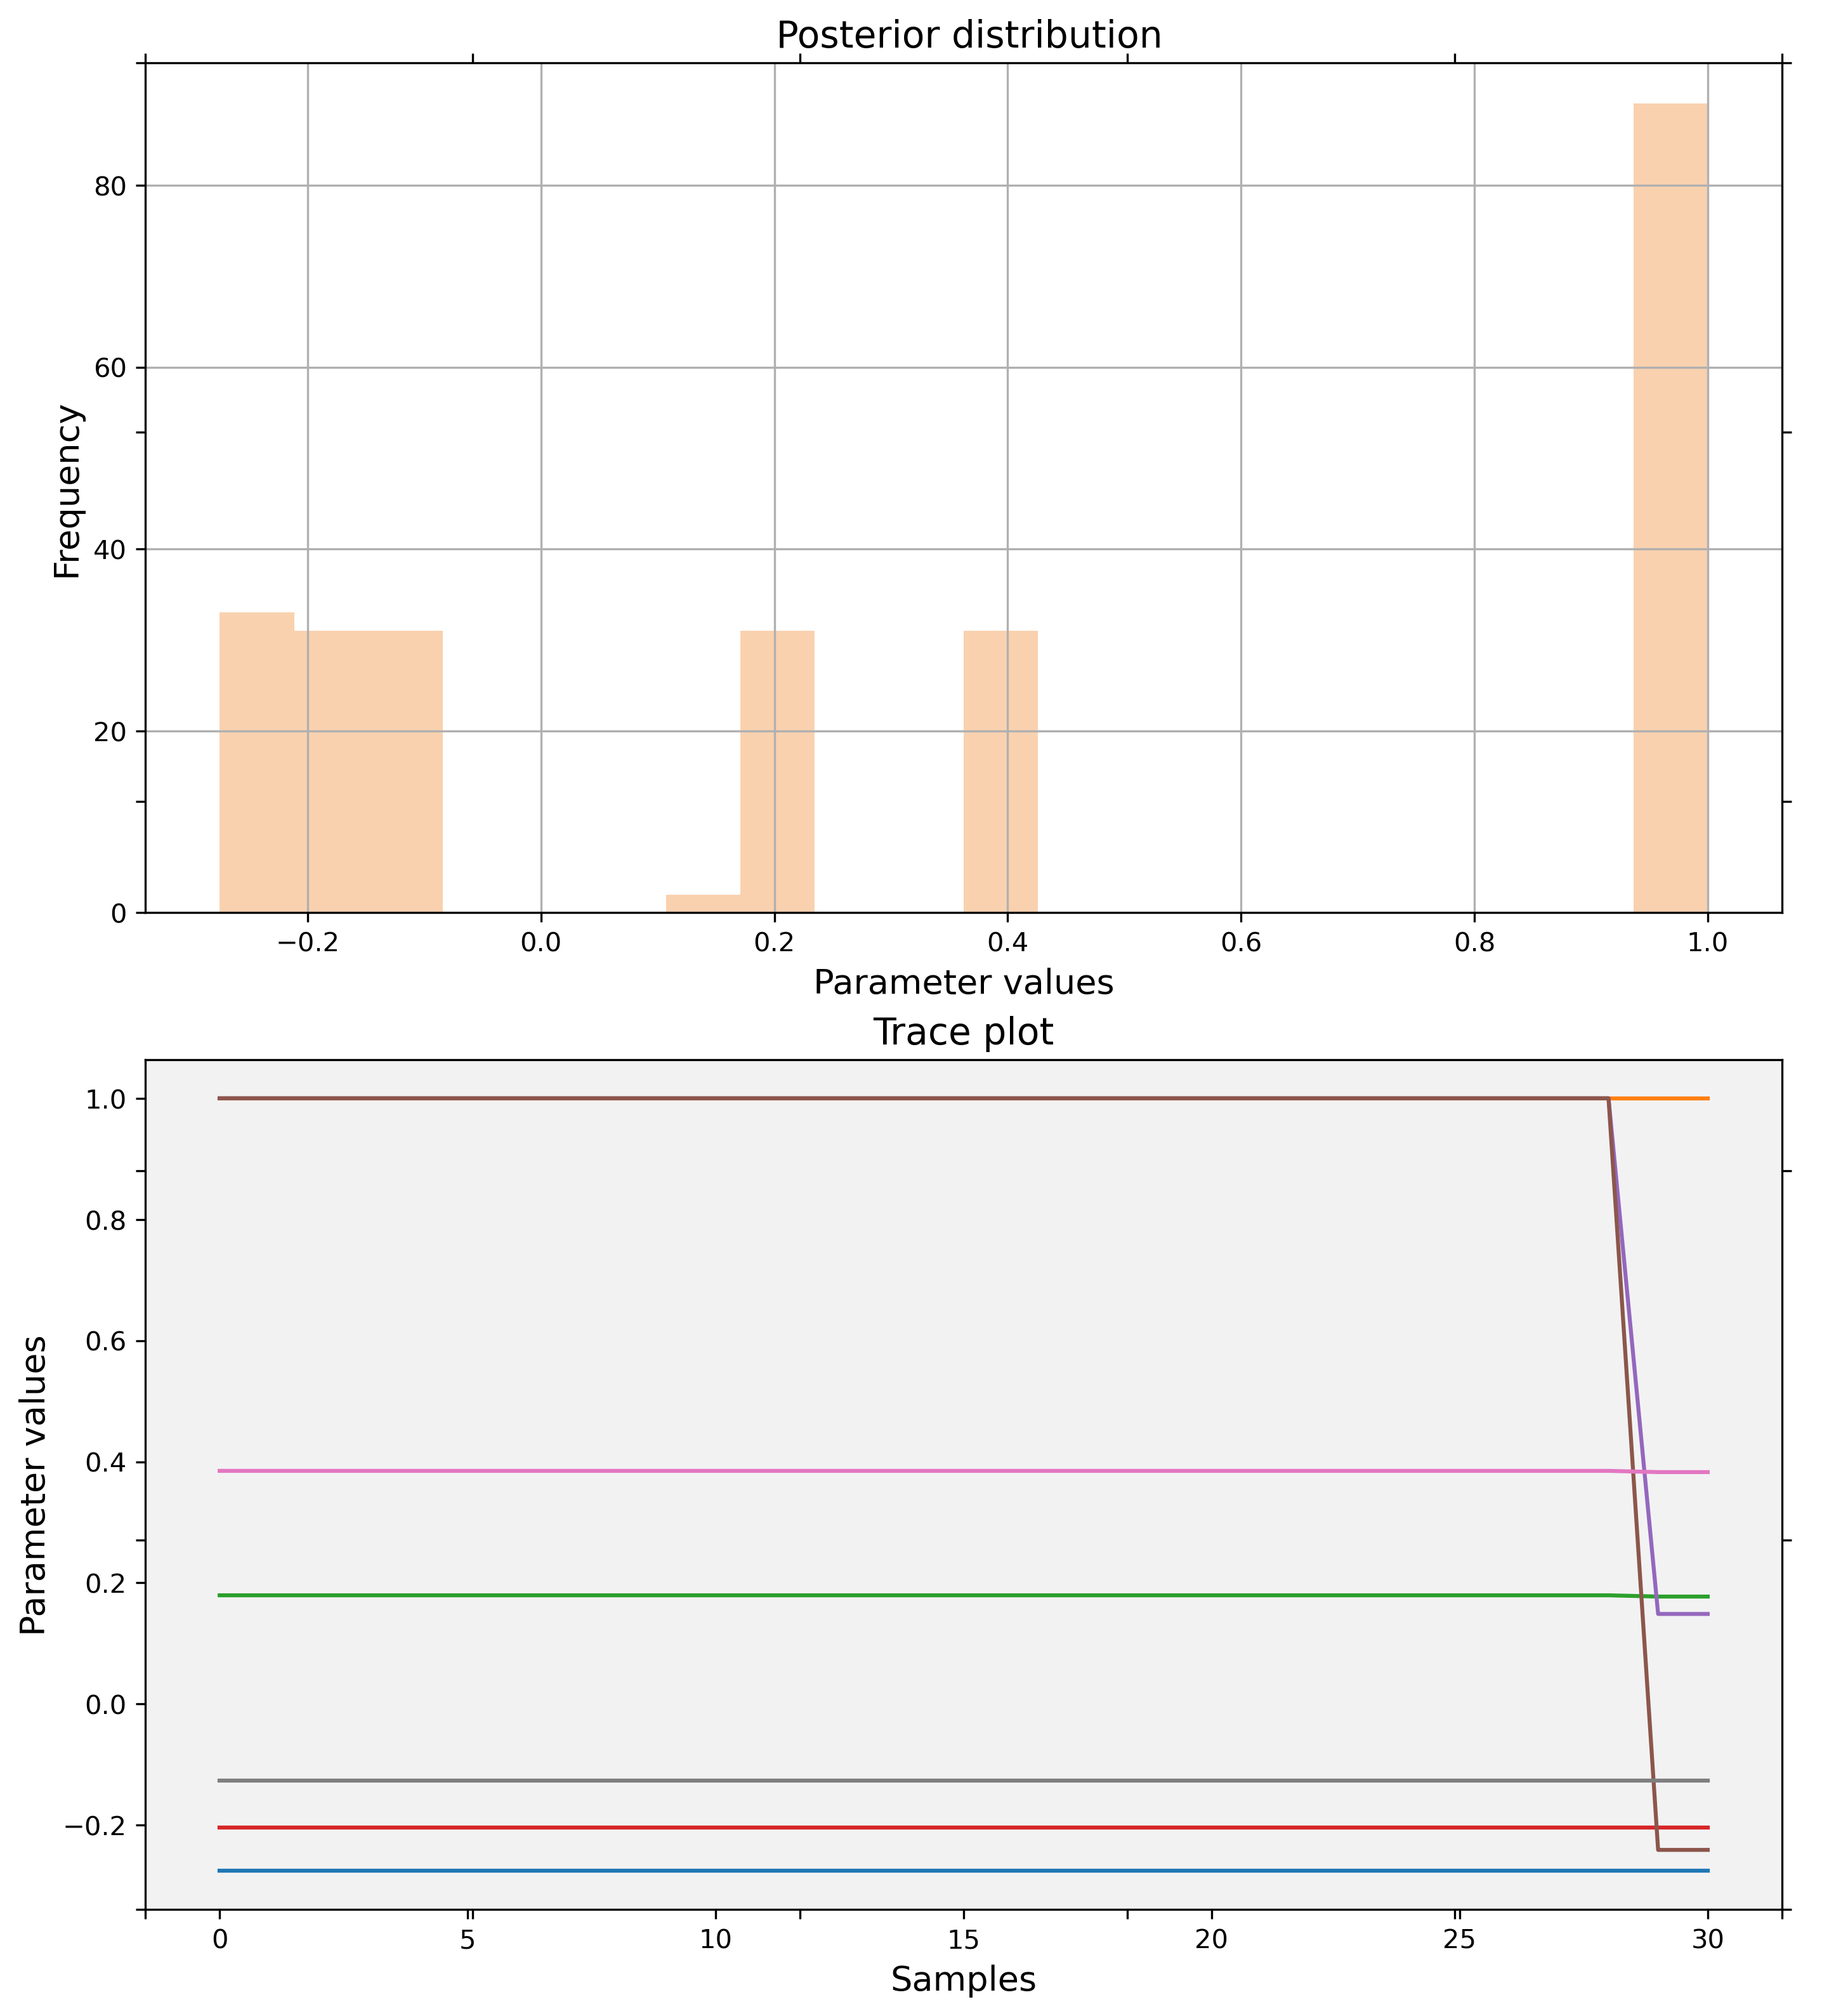 Posterior distribution
80
60
40
20
0
Frequency
−0.2 0.0 0.2 0.4 0.6 0.8 1.0
Parameter values
Trace plot
1.0
0.8
0.6
0.4
0.2
0.0
−0.2
Parameter values
0 5 10 15 20 25 30
Samples